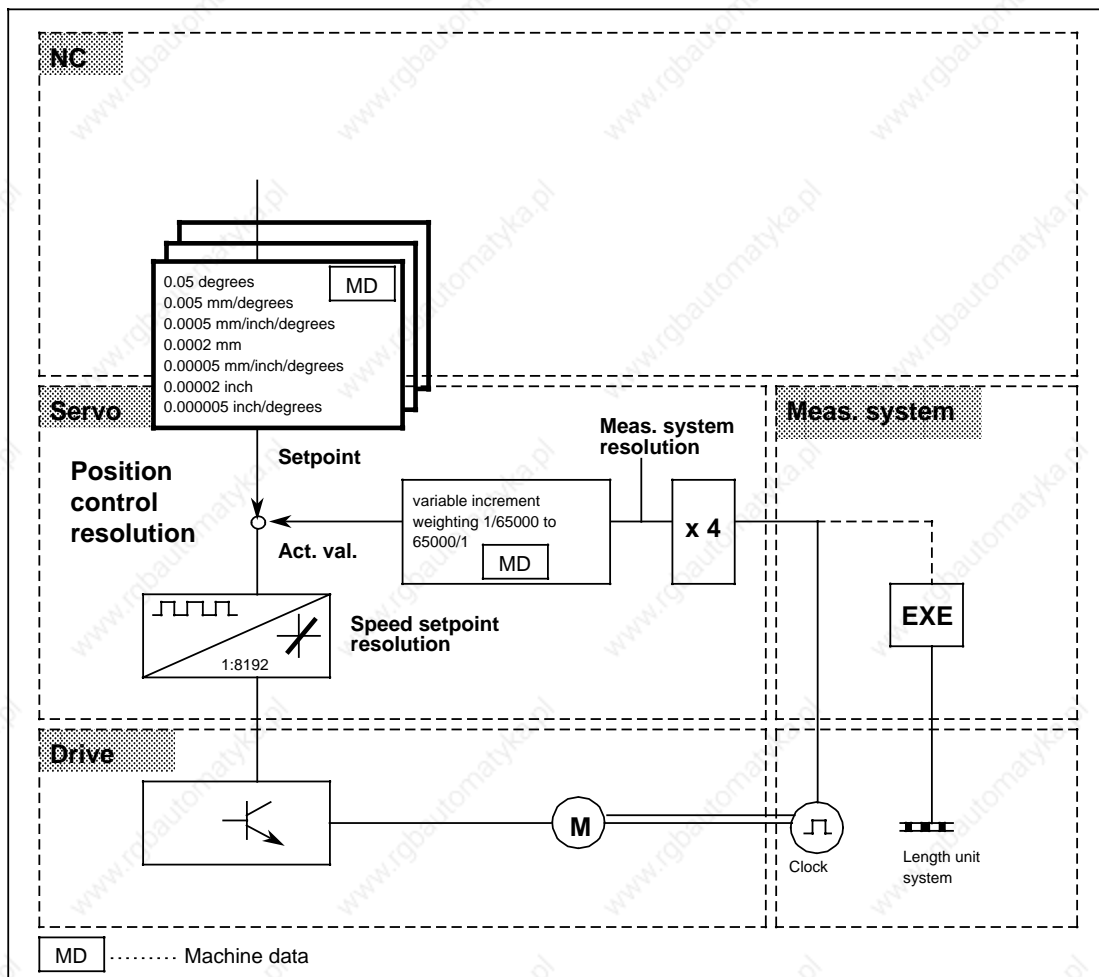 NC
0.05 degrees
MD
0.005 mm/degrees
0.0005 mm/inch/degrees
0.0002 mm
0.00005 mm/inch/degrees
0.00002 inch
0.000005 inch/degrees
Servo
Meas. system
Position
control
resolution
Setpoint
Act. val.
Meas. system
resolution
variable increment
weighting 1/65000 to
65000/1
MD
x 4
EXE
1:8192
Speed setpoint
resolution
Drive
M
Clock
Length unit
system
MD ......... Machine data
www.rgbautomatyka.pl